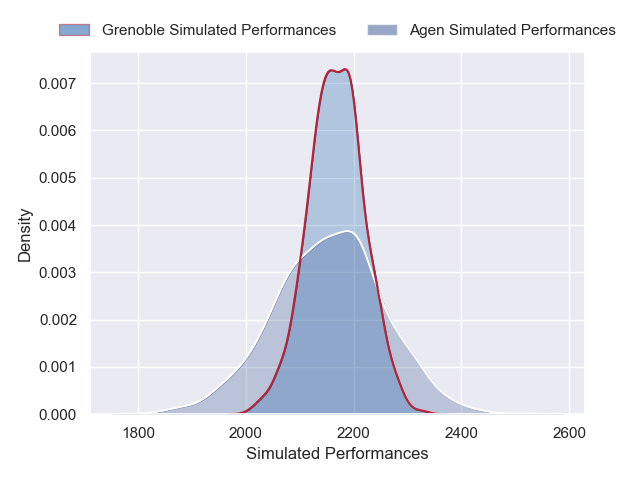 Grenoble Simulated Performances Agen Simulated Performances
0.007
0.006
0.005
0.004
0.003
0.002
0.001
0.000
Density
1800 2000 2200 2400 2600
Simulated Performances